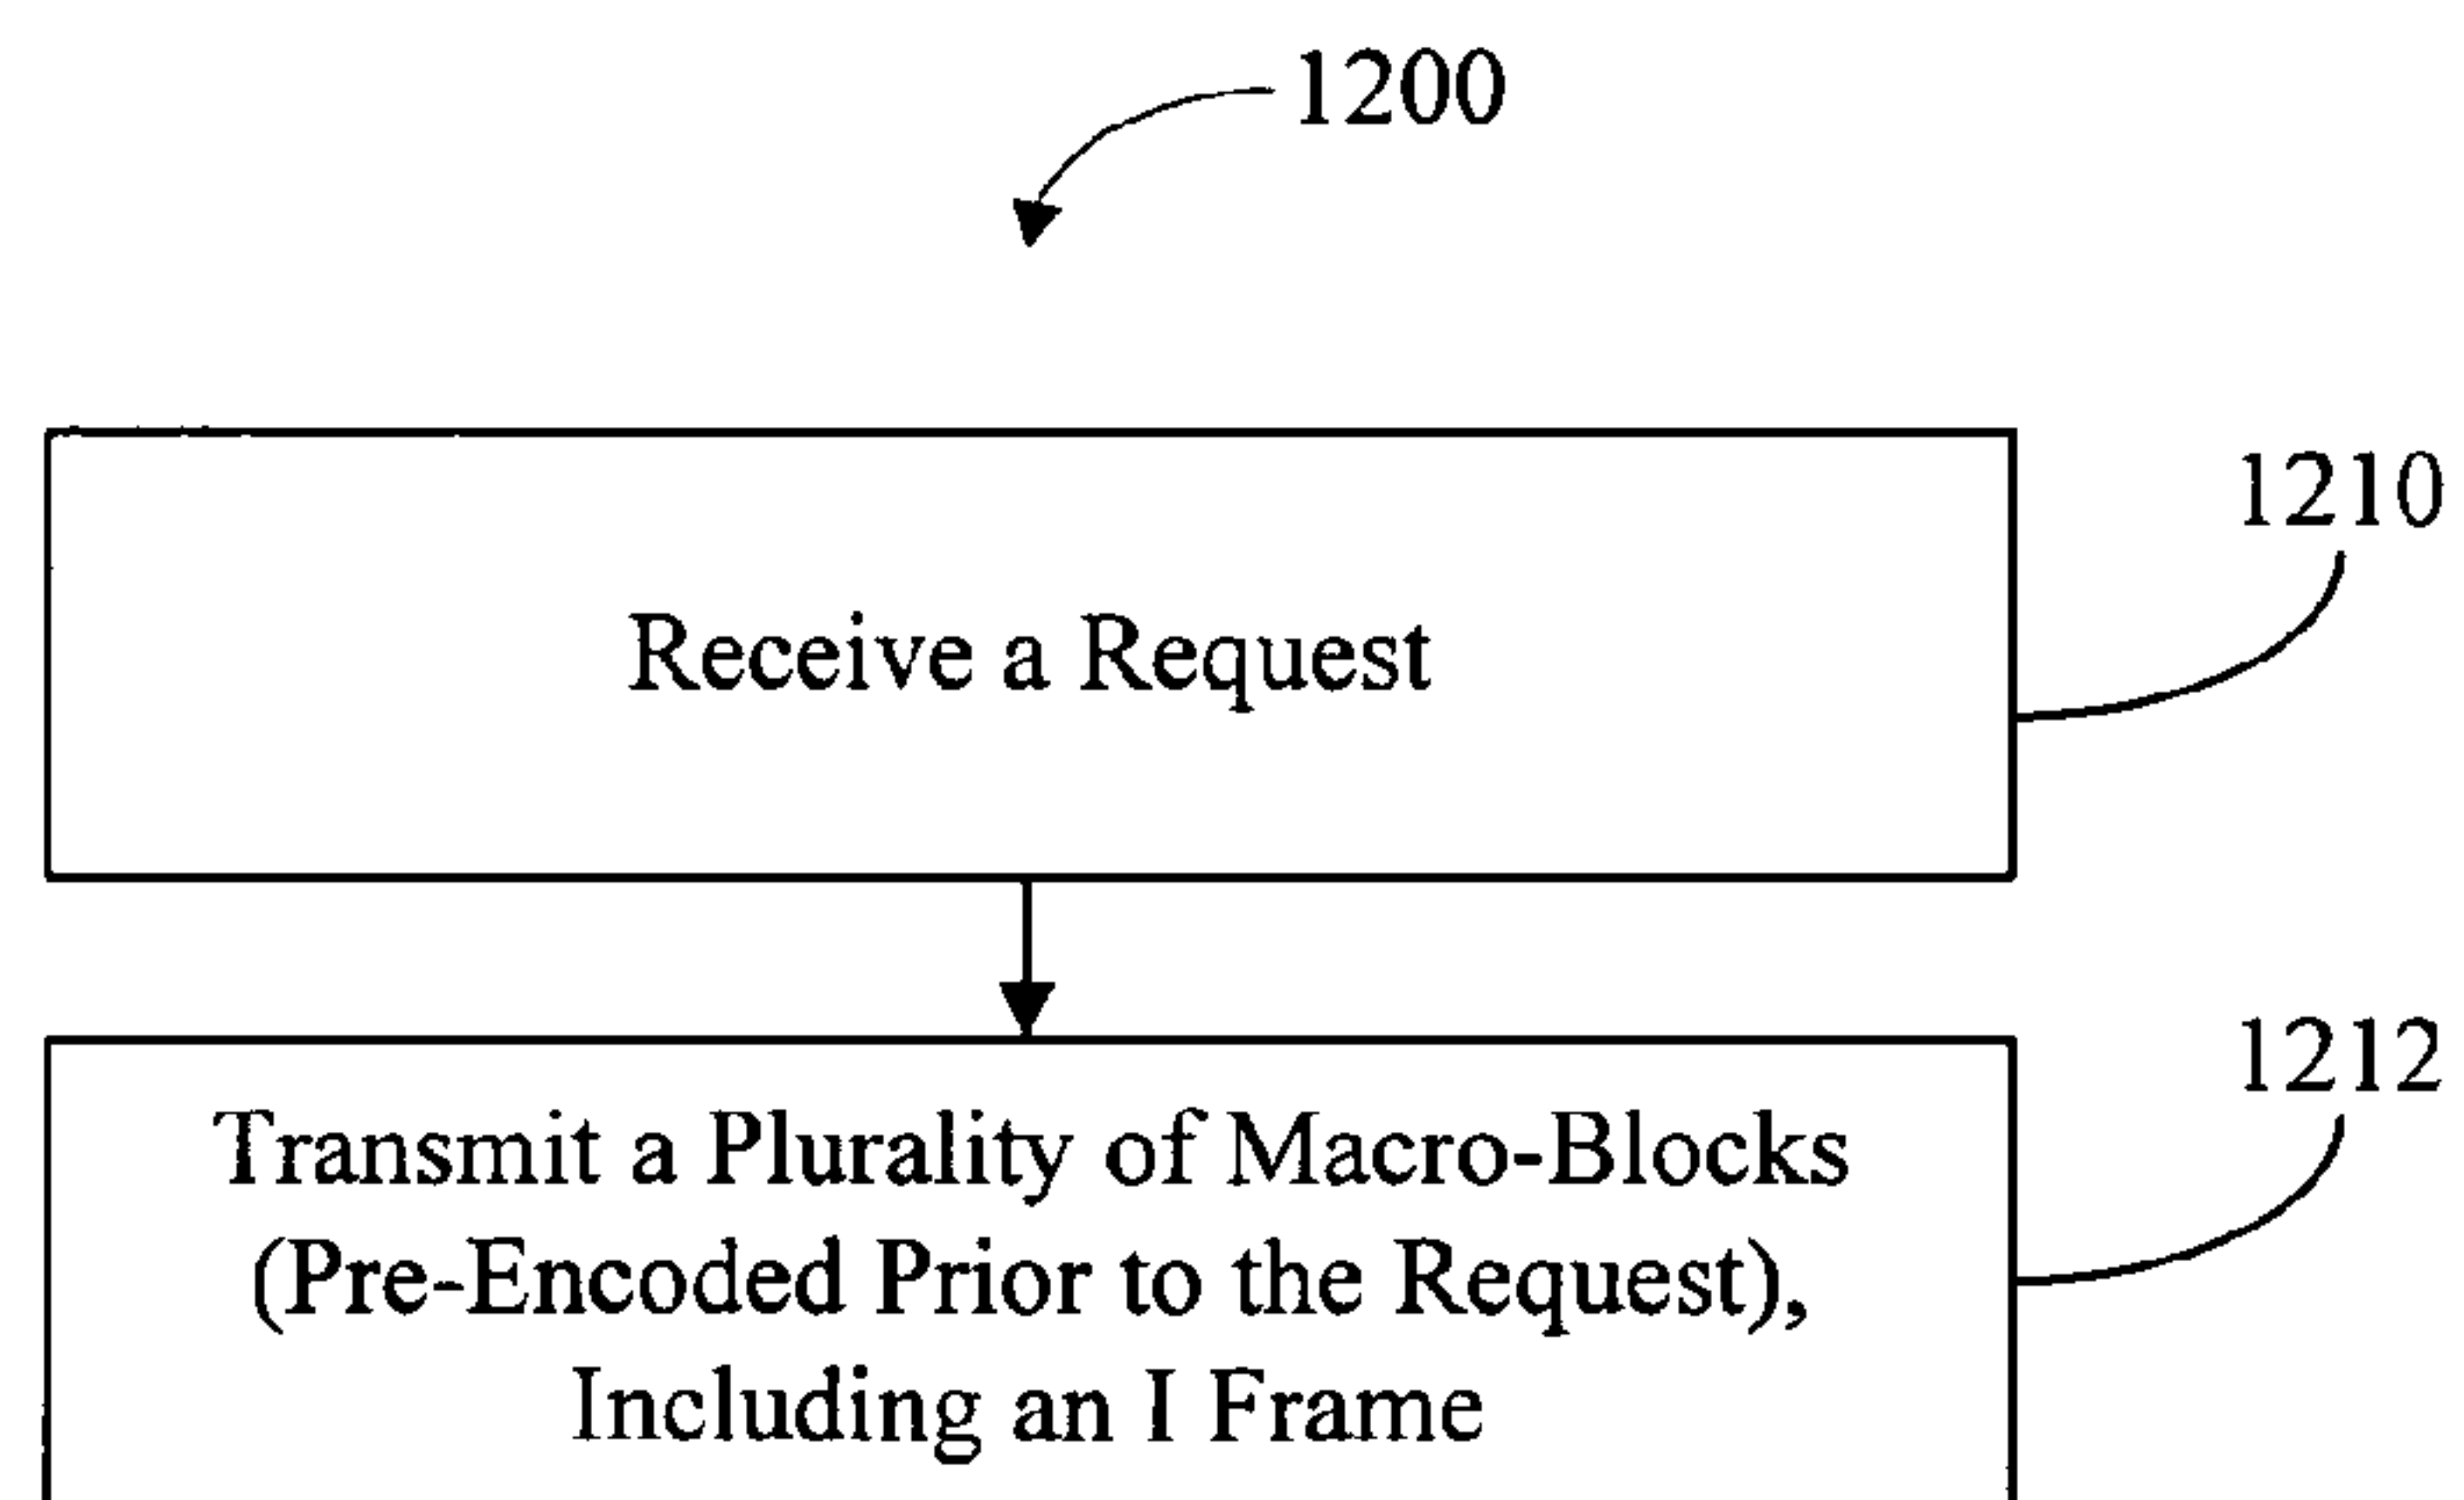 1200
1210
Receive a Request
1212
Transmit a Plurality of Macro-Blocks
(Pre-Encoded Prior to the Request),
Including an I Frame